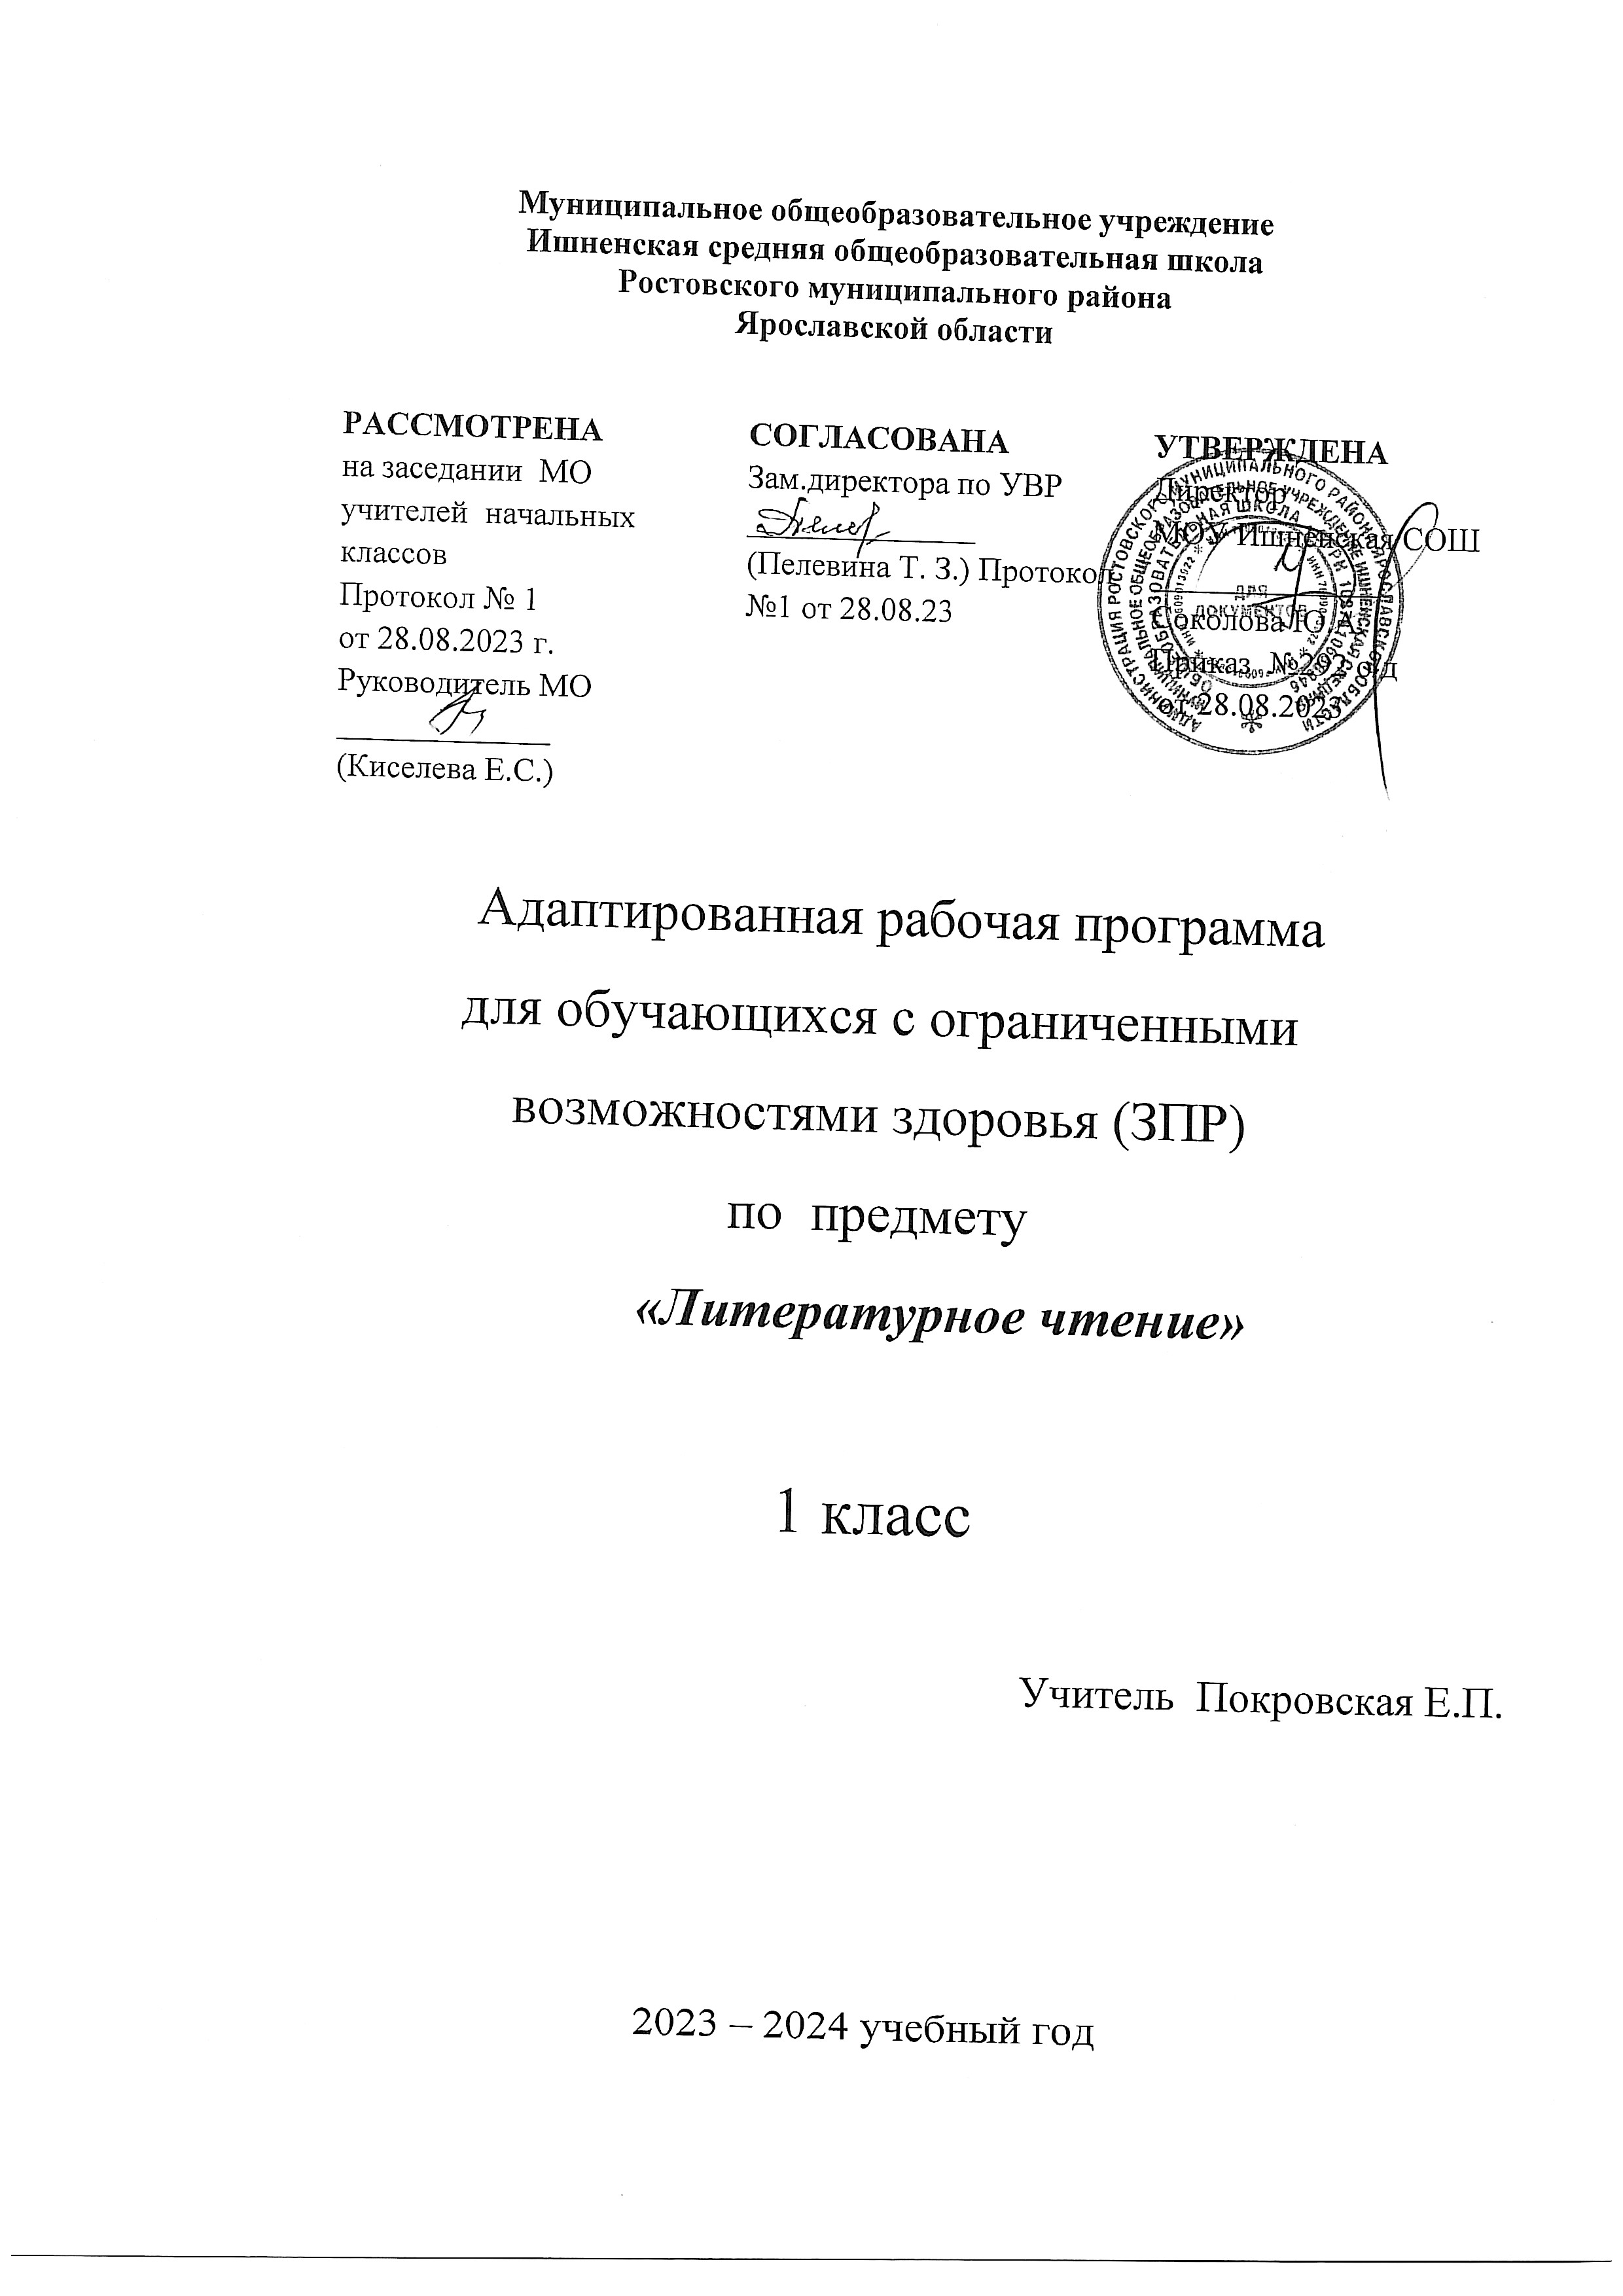 Муниципальное общеобразовательное учреждение
Ишненская средняя общеобразовательная школа
Ростовского муниципального района
Ярославской области
РАССМОТРЕНА
на заседании МО
учителей начальных
классов
Протокол № 1
от 28.08.2023 г.
Руководитель МО
(Киселева Е.С.)
СОГЛАСОВАНА
Зам.директора по УВР
(Пелевина Т. З.) Протокол
№1 от 28.08.23
УТВЕРЖДЕНА
Директор
МОУ Ишненская СОШ
Соколова Ю.А.
Приказ №293 о/д
от 28.08.2023
ДЛЯ
ДОКУМЕНТОВ
Адаптированная рабочая программа
для обучающихся с ограниченными
возможностями здоровья (ЗПР)
по предмету
«Литературное чтение»
1 класс
Учитель Покровская Е.П.
2023 – 2024 учебный год